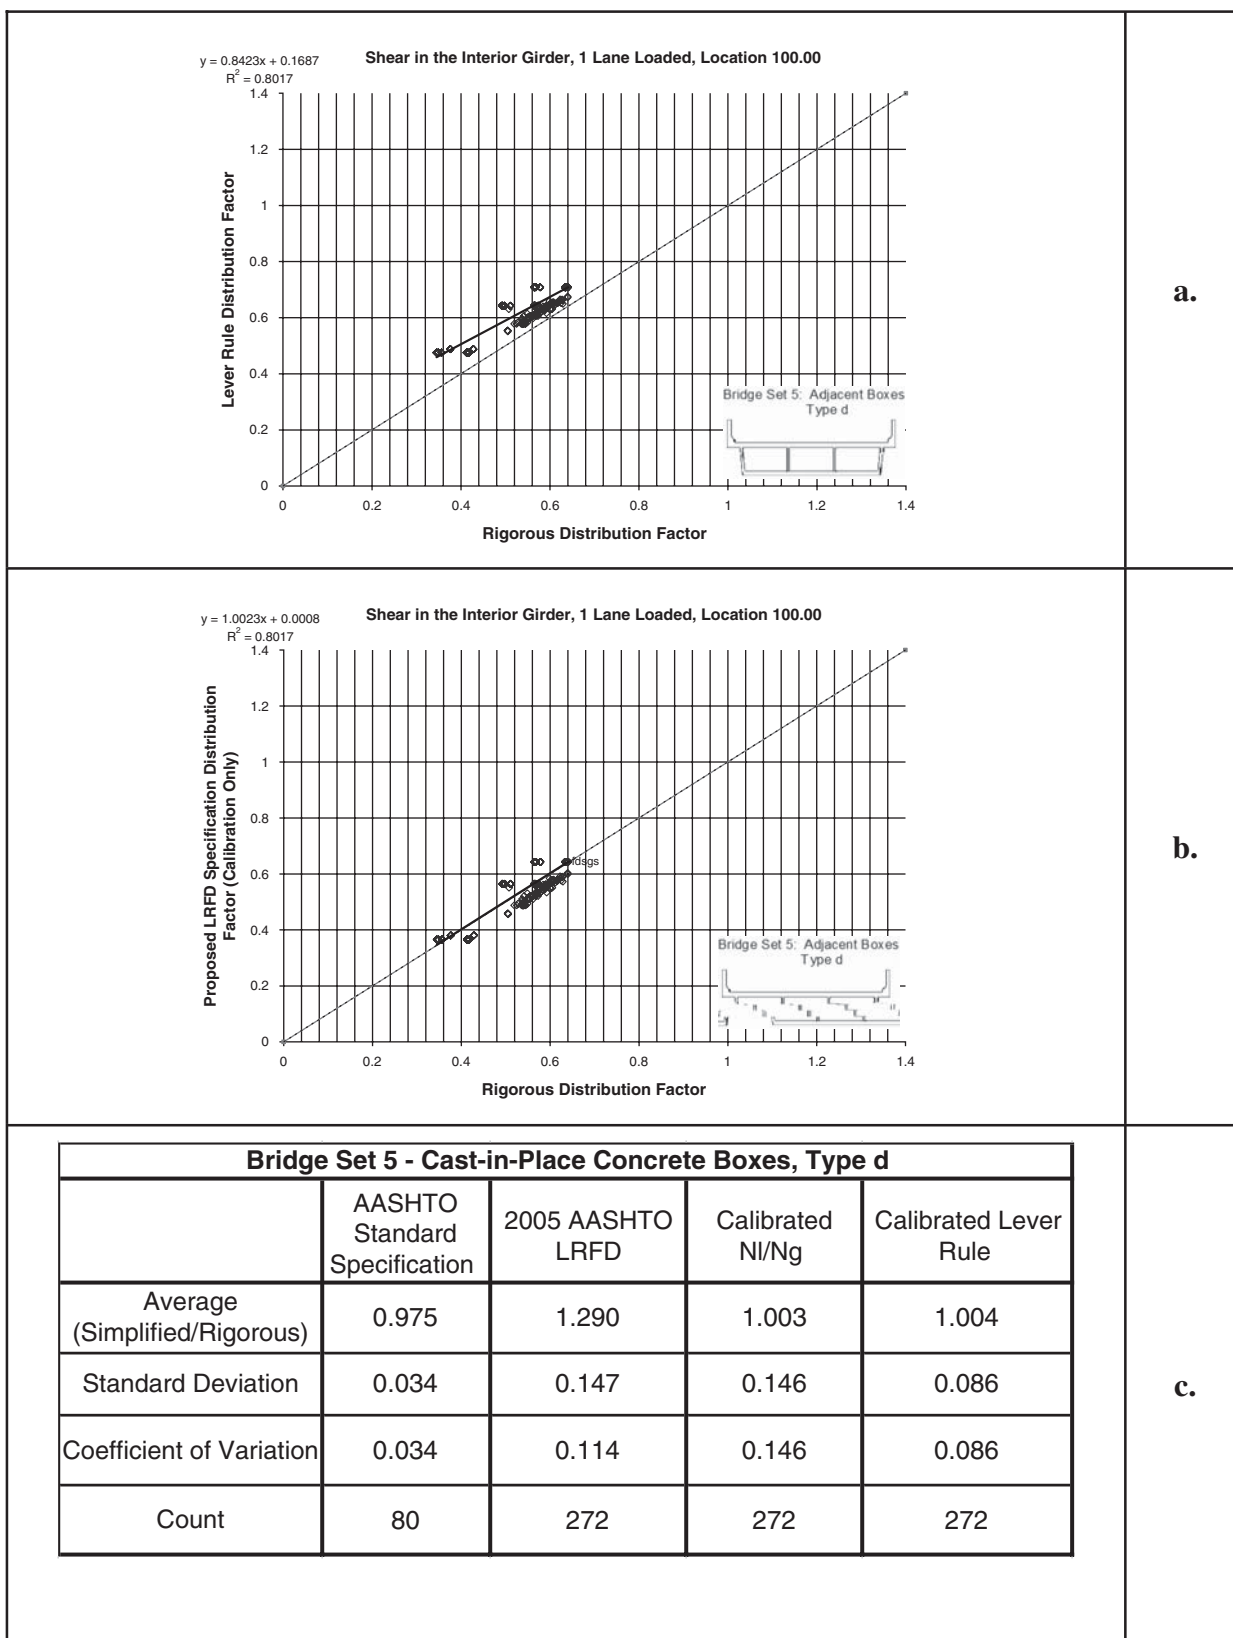 y = 0.8423x + 0.1687
R2 = 0.8017
Shear in the Interior Girder, 1 Lane Loaded, Location 100.00
1.4
1.2
1
0.8
0.6
0.4
0.2
0
Lever Rule Distribution Factor
0 0.2 0.4 0.6 0.8 1 1.2 1.4
Rigorous Distribution Factor
Bridge Set 5: Adjacent Boxes
Type d
a.
y = 1.0023x + 0.0008
R2 = 0.8017
Shear in the Interior Girder, 1 Lane Loaded, Location 100.00
1.4
1.2
1
0.8
0.6
0.4
0.2
0
Proposed LRFD Specification Distribution
Factor (Calibration Only)
fdsgs
0 0.2 0.4 0.6 0.8 1 1.2 1.4
Rigorous Distribution Factor
Bridge Set 5: Adjacent Boxes
Type d
b.
Bridge Set 5 - Cast-in-Place Concrete Boxes, Type d
AASHTO
Standard
Specification
2005 AASHTO
LRFD
Calibrated
Nl/Ng
Calibrated Lever
Rule
Average
(Simplified/Rigorous)
0.975 1.290 1.003 1.004
Standard Deviation 0.034 0.147 0.146 0.086
Coefficient of Variation 0.034 0.114 0.146 0.086
Count 80 272 272 272
c.